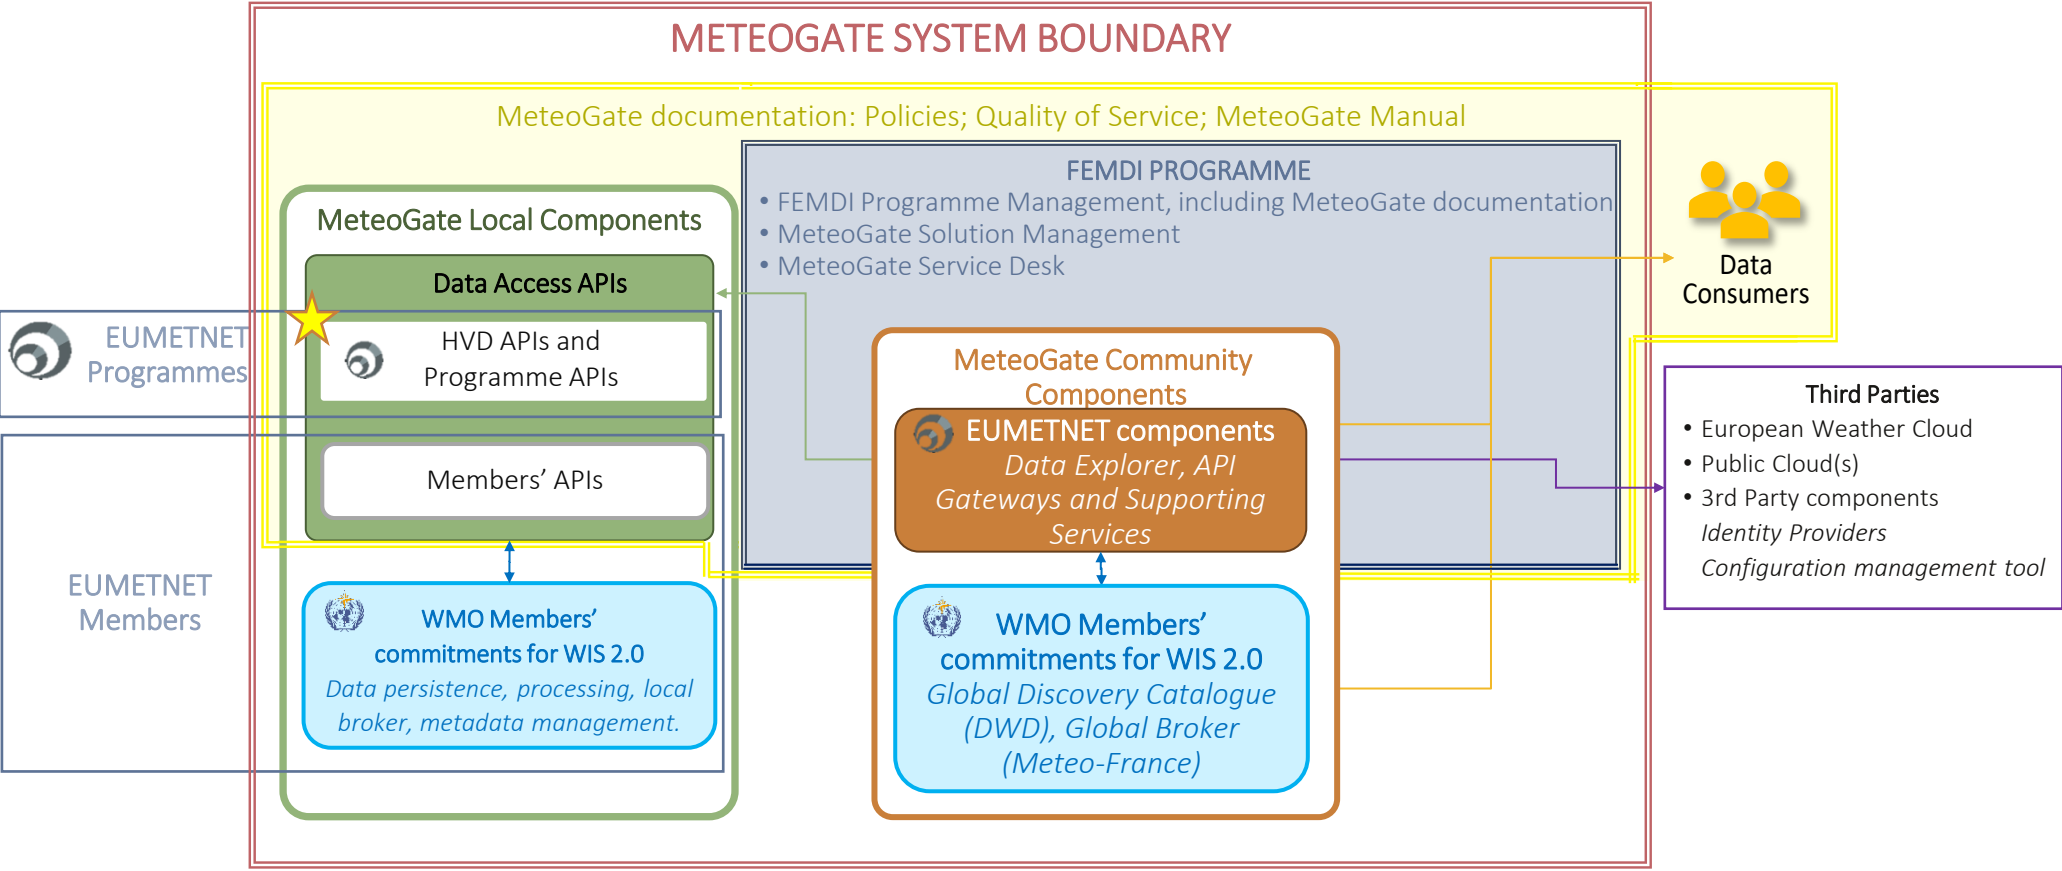 METEOGATE SYSTEM BOUNDARY
MeteoGate documentation: Policies; Quality of Service; MeteoGate Manual
FEMDI PROGRAMME
• FEMDI Programme Management, including MeteoGate documentation
• MeteoGate Solution Management
• MeteoGate Service Desk
MeteoGate Local Components
Data Access APIs
HVD APIs and
Programme APIs
Members’ APIs
EUMETNET
Programmes
EUMETNET
Members
WMO Members’
commitments for WIS 2.0
Data persistence, processing, local
broker, metadata management.
MeteoGate Community
Components
EUMETNET components
Data Explorer, API
Gateways and Supporting
Services
WMO Members’
commitments for WIS 2.0
Global Discovery Catalogue
(DWD), Global Broker
(Meteo-France)
Data
Consumers
Third Parties
• European Weather Cloud
• Public Cloud(s)
• 3rd Party components
Identity Providers
Configuration management tool